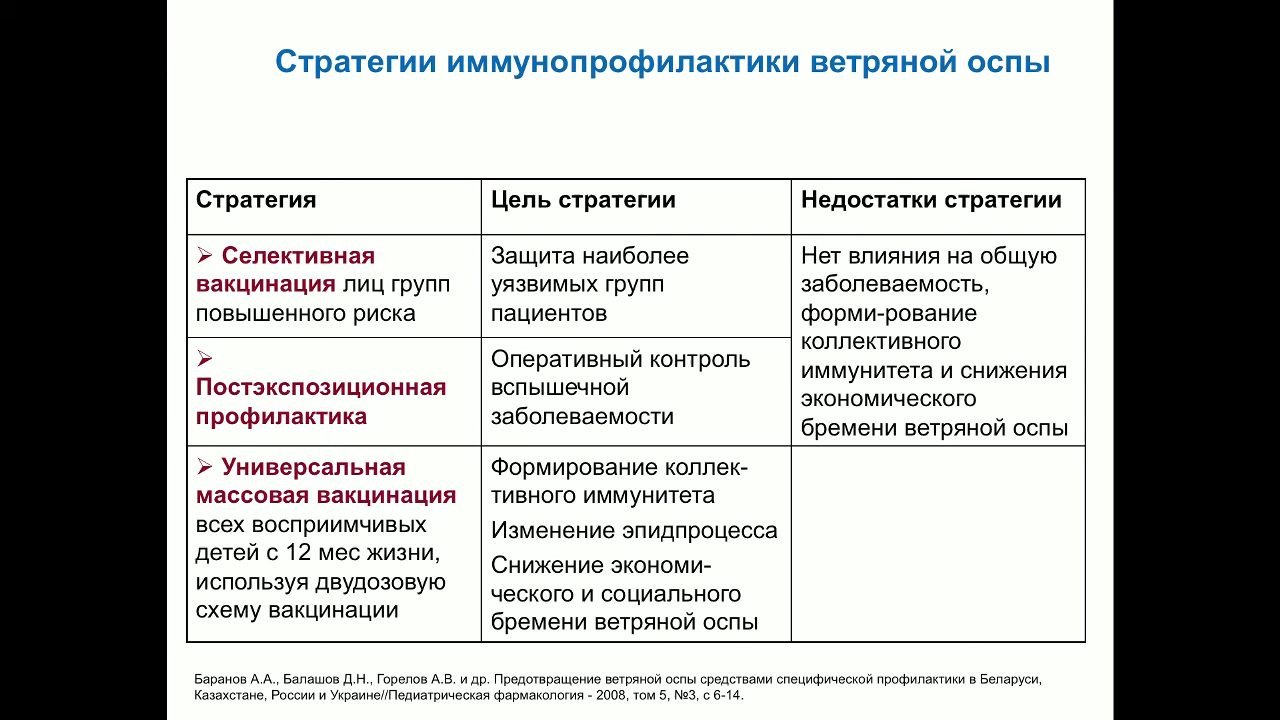 Стратегии иммунопрофилактики ветряной оспы
Стратегия
Цель стратегии
Недостатки стратегии
➢ Селективная
вакцинация лиц групп
повышенного риска
Защита наиболее
уязвимых групп
пациентов
Нет влияния на общую
заболеваемость,
форми-рование
коллективного
иммунитета и снижения
экономического
бремени ветряной оспы
➢
Постэкспозиционная
профилактика
Оперативный контроль
вспышечной
заболеваемости
➢ Универсальная
массовая вакцинация
всех восприимчивых
детей с 12 мес жизни,
используя двудозовую
схему вакцинации
Формирование коллек-
тивного иммунитета
Изменение эпидпроцесса
Снижение экономи-
ческого и социального
бремени ветряной оспы
Баранов А.А., Балашов Д.Н., Горелов А.В. и др. Предотвращение ветряной оспы средствами специфической профилактики в Беларуси,
Казахстане, России и Украине//Педиатрическая фармакология - 2008, том 5, №3, с 6-14.